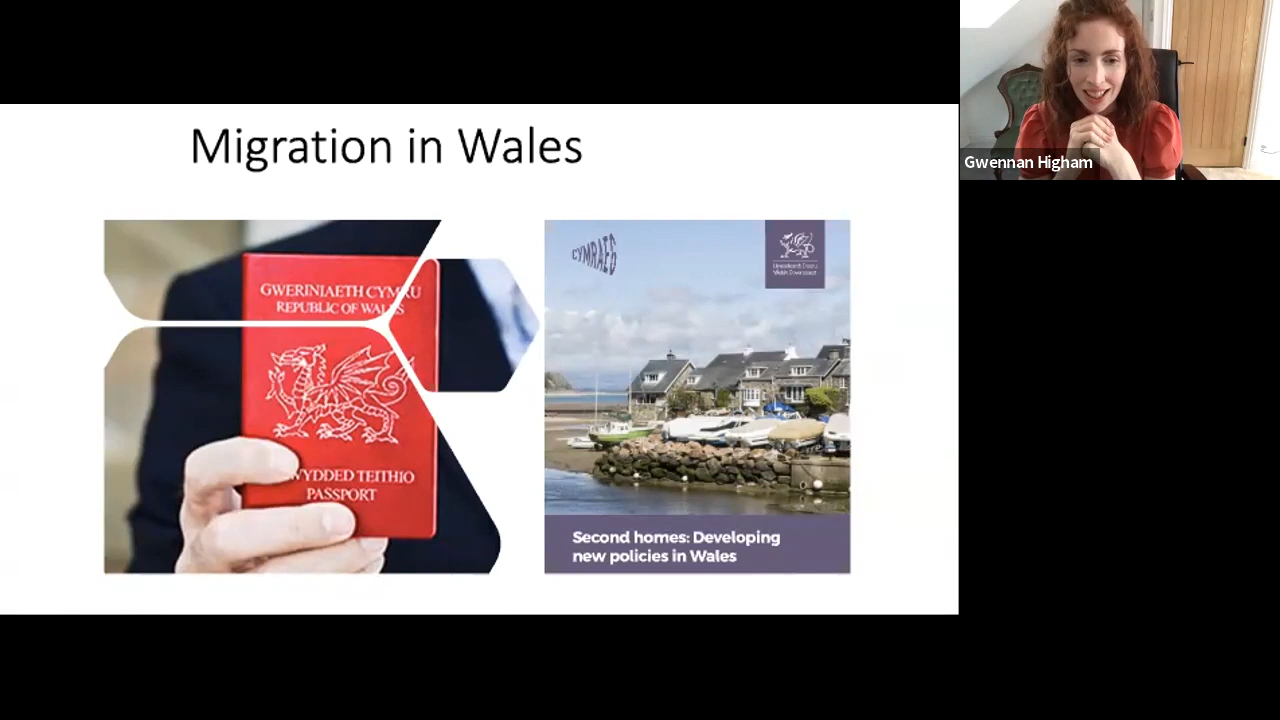 Migration in Wales
GWERINIAETH CYMRU
REPUBLIC OF WALES
WYDDED TEITHIO
PASSPORT
CYMRAEG
Llywodraeth Cymru
Welsh Government
Second homes: Developing
new policies in Wales
Gwennan Higham